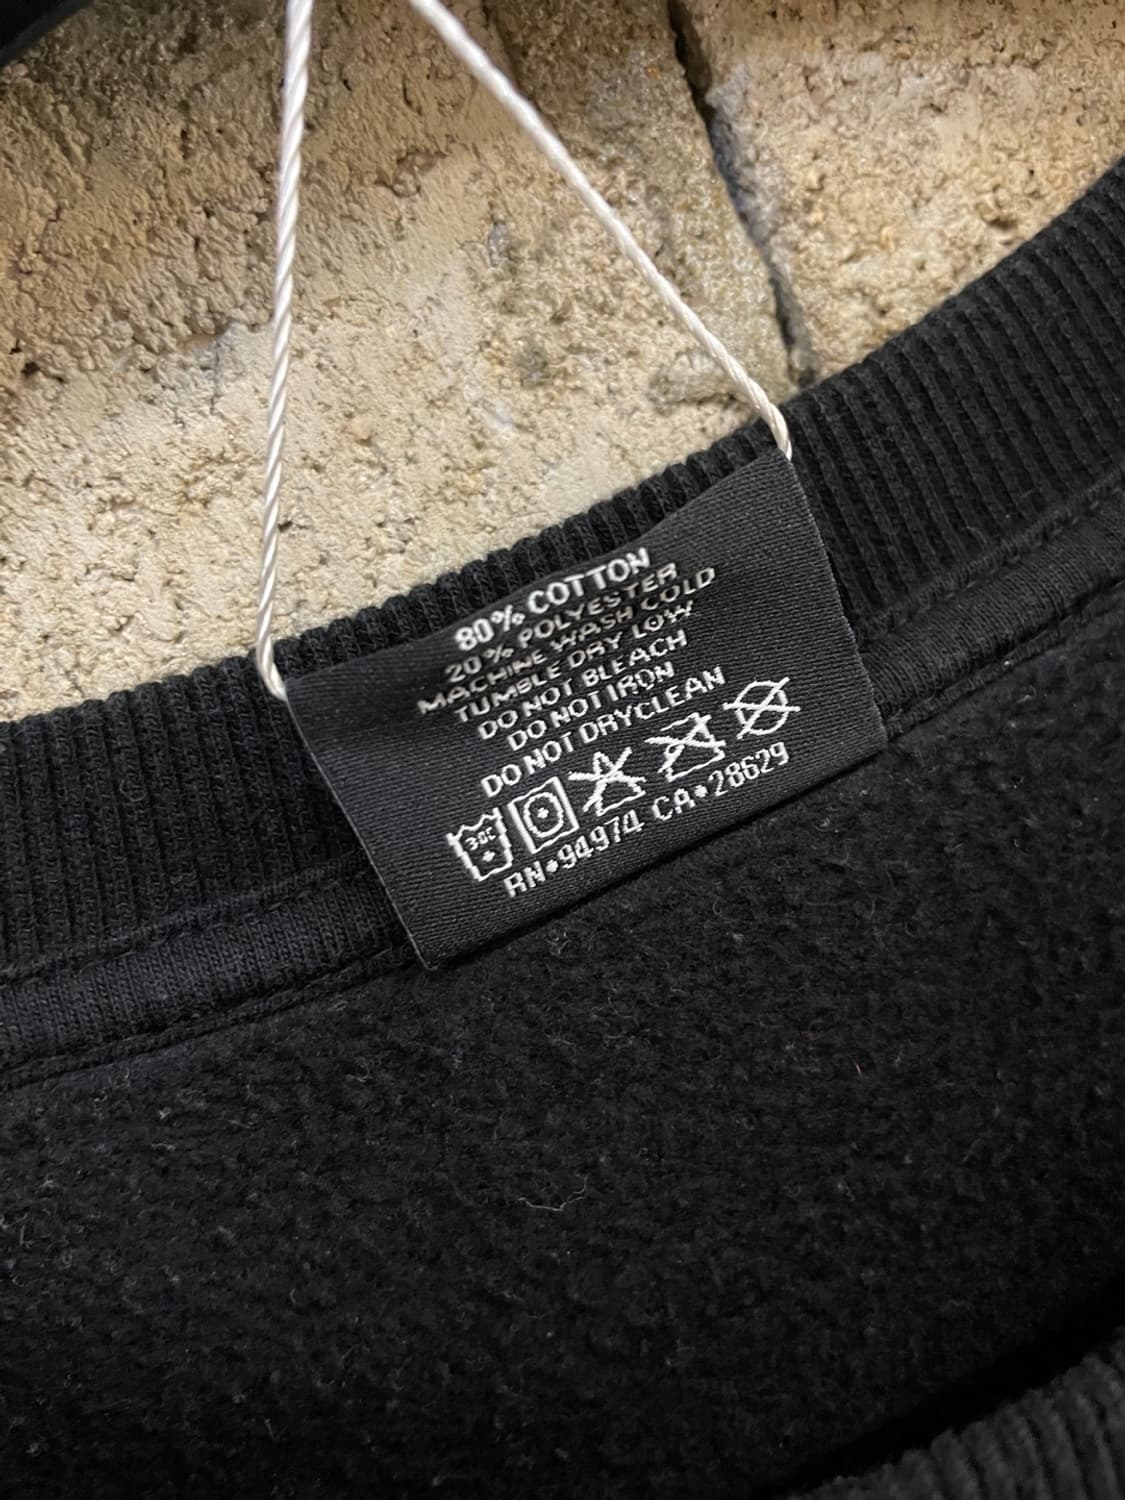 80% COTTON
20% POLYESTER
MACHINE WASH COLD
TUMBLE DRY LOW
DO NOT BLEACH
DO NOT IRON
DO NOT DRYCLEAN
30C
RN•94974 CA•28629